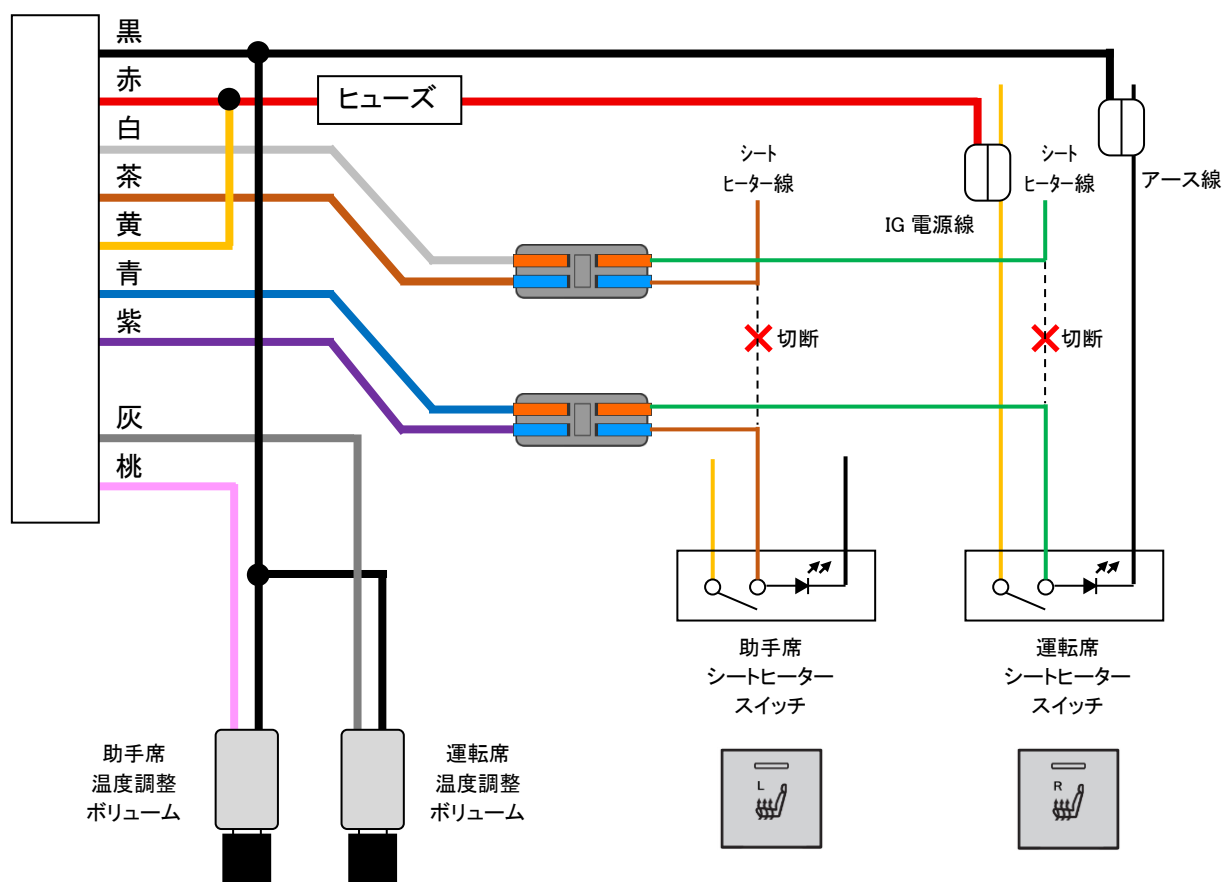 黒
赤
ヒューズ
白
茶
黄
青
紫
灰
桃
シート
ヒーター線
シート
ヒーター線
アース線
IG 電源線
切断
切断
助手席
シートヒーター
スイッチ
運転席
シートヒーター
スイッチ
助手席
温度調整
ボリューム
運転席
温度調整
ボリューム
L
R